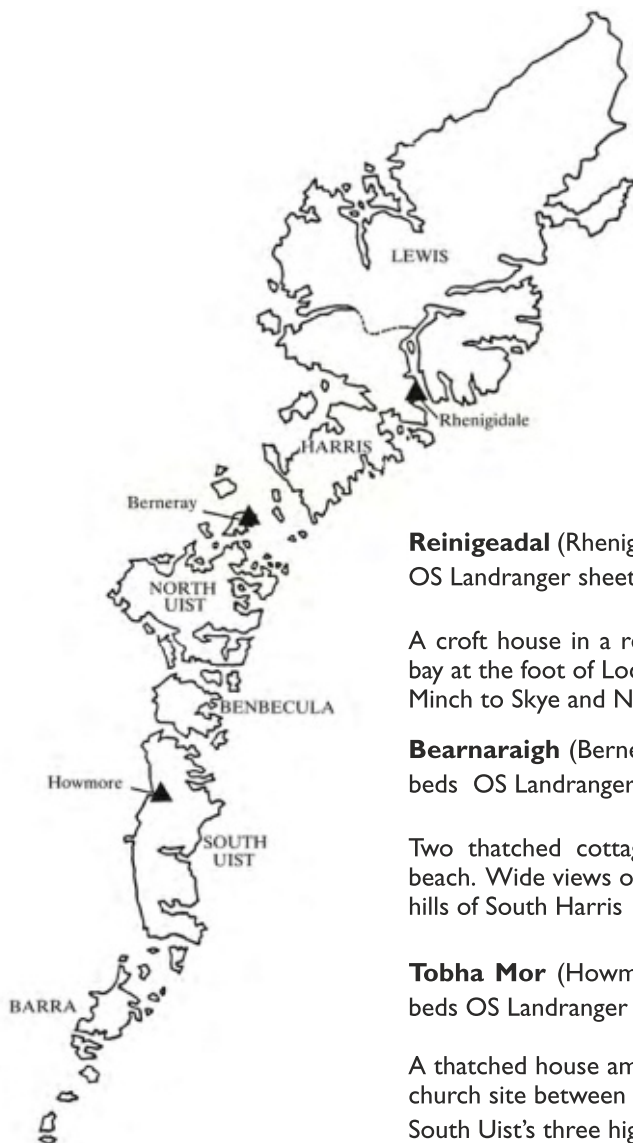 LEWIS
Rhenigidale
HARRIS
Berneray
NORTH
UIST
BENBECULA
Howmore
SOUTH
UIST
BARRA
Reinigeadal (Rhenig
OS Landranger sheet
A croft house in a
bay at the foot of Loc
Minch to Skye and N
Bearnaraigh (Berne
beds OS Landranger
Two thatched cottag
beach. Wide views o
hills of South Harris
Tobha Mor (Howm
beds OS Landranger
A thatched house am
church site between
South Uist's three hig